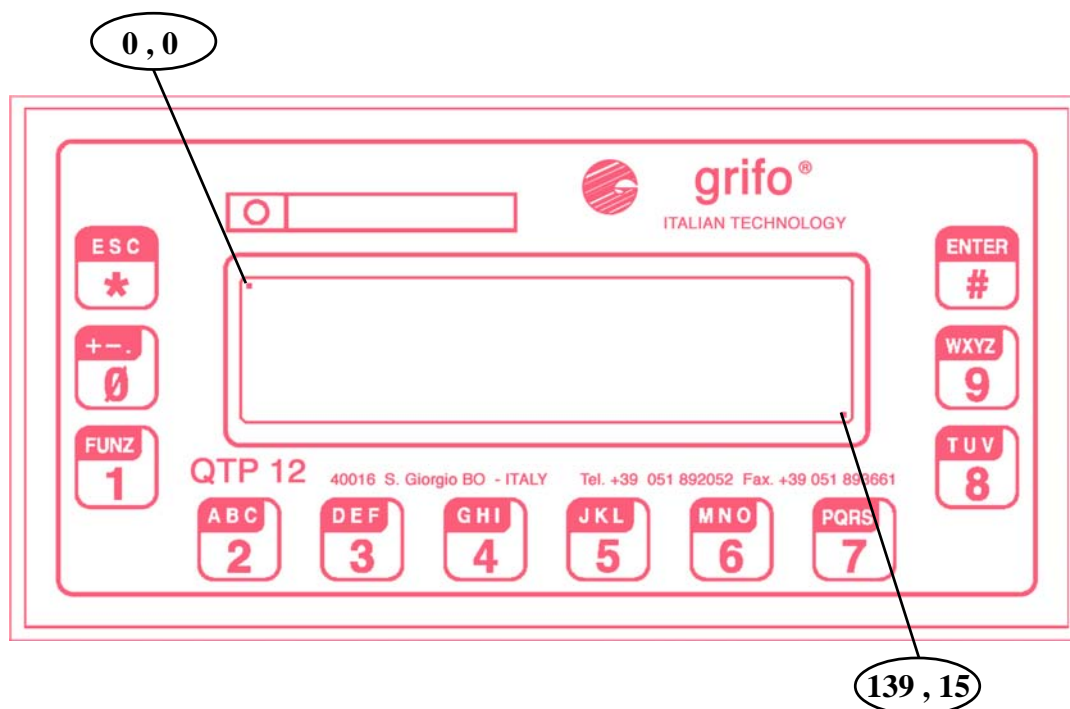 0 , 0
grifo ®
ITALIAN TECHNOLOGY
ESC
*
ENTER
#
+-.
0
WXYZ
9
FUNZ
1
TUV
8
QTP 12 40016 S. Giorgio BO - ITALY Tel. +39 051 892052 Fax. +39 051 893661
ABC
2
DEF
3
GHI
4
JKL
5
MNO
6
PQRS
7
139 , 15